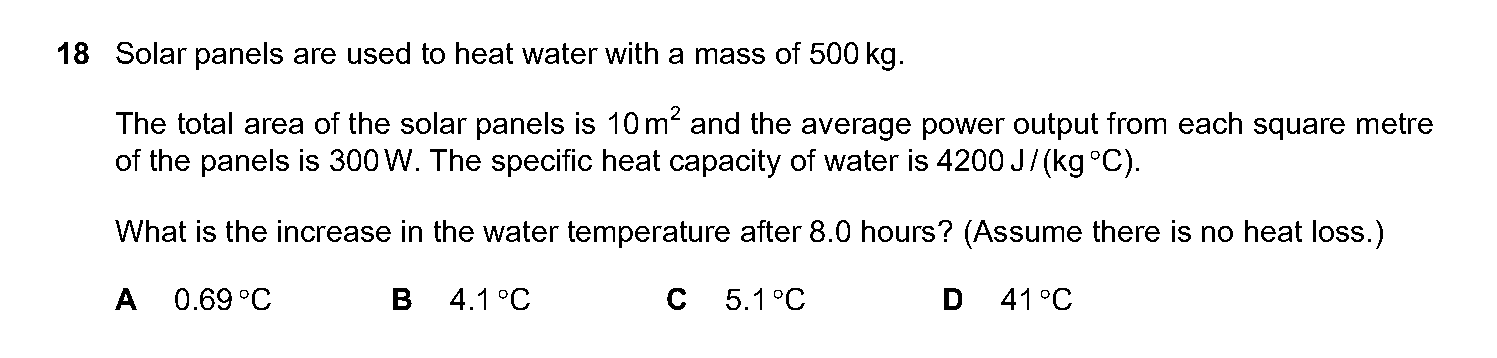 18 Solar panels are used to heat water with a mass of 500 kg.
The total area of the solar panels is 10 m² and the average power output from each square metre
of the panels is 300 W. The specific heat capacity of water is 4200 J / (kg °C).
What is the increase in the water temperature after 8.0 hours? (Assume there is no heat loss.)
A 0.69 °C B 4.1 °C C 5.1 °C D 41 °C